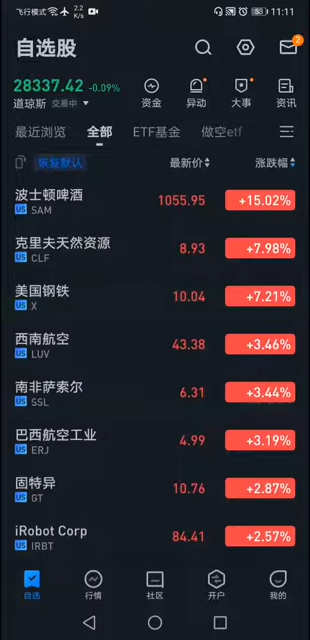 飞行模式 2.2 K/s 53 11:11
自选股 2
28337.42 -0.09%
道琼斯 交易中
资金 异动 大事 资讯
最近浏览 全部 ETF基金 做空etf
恢复默认 最新价 涨跌幅
波士顿啤酒 1055.95 +15.02%
US SAM
克里夫天然资源 8.93 +7.98%
US CLF
美国钢铁 10.04 +7.21%
US X
西南航空 43.38 +3.46%
US LUV
南非萨索尔 6.31 +3.44%
US SSL
巴西航空工业 4.99 +3.19%
US ERJ
固特异 10.76 +2.87%
US GT
iRobot Corp 84.41 +2.57%
US IRBT
自选 行情 社区 开户 我的